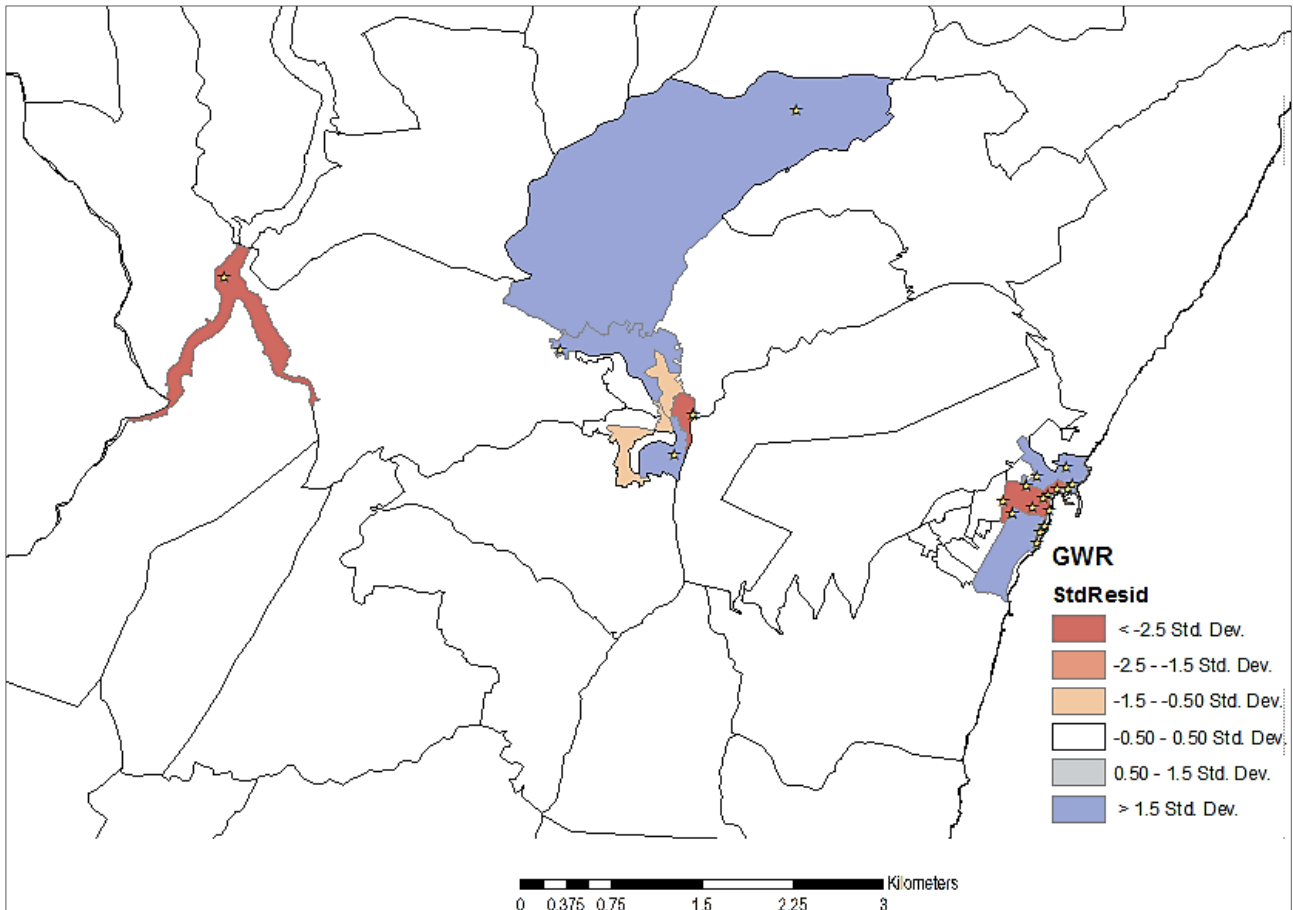 GWR
StdResid
< -2.5 Std. Dev.
-2.5 - -1.5 Std. Dev.
-1.5 - -0.50 Std. Dev.
-0.50 - 0.50 Std. Dev.
0.50 - 1.5 Std. Dev.
> 1.5 Std. Dev.
Kilometers
0 0.375 0.75 1.5 2.25 3